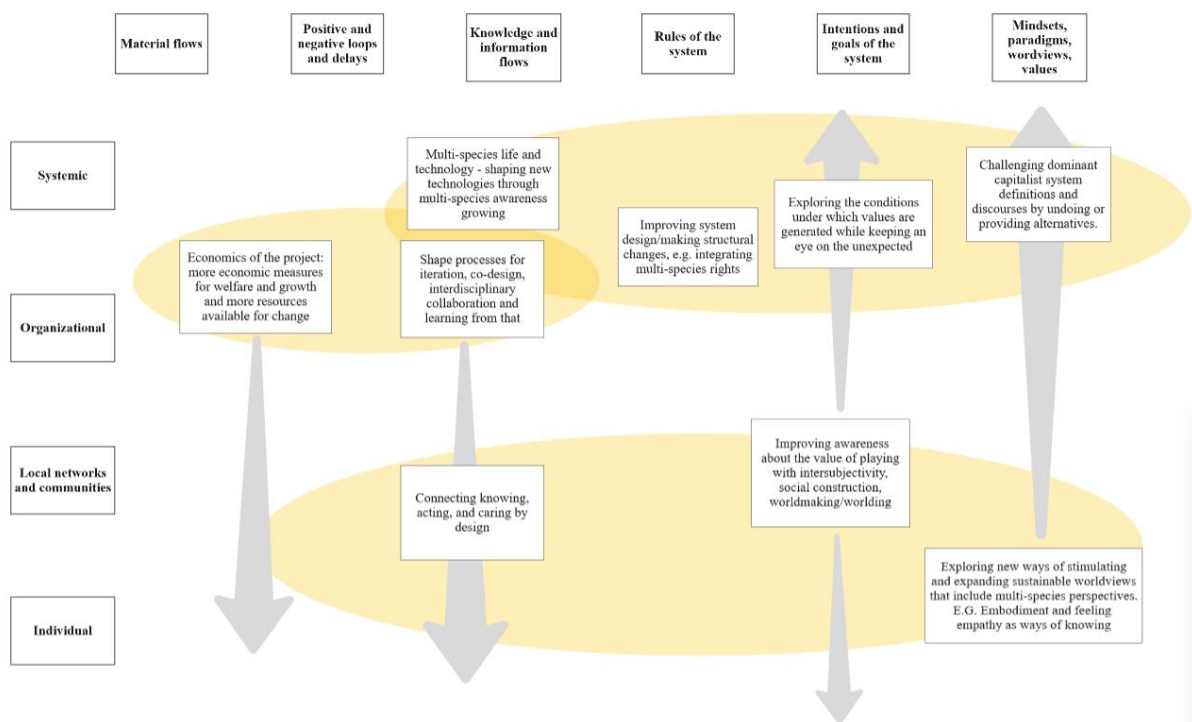 Material flows
Positive and
negative loops
and delays
Knowledge and
information
flows
Rules of the
system
Intentions and
goals of the
system
Mindsets,
paradigms,
wordviews,
values
Systemic
Multi-species life and
technology - shaping new
technologies through
multi-species awareness
growing
Improving system
design/making structural
changes, e.g. integrating
multi-species rights
Exploring the conditions
under which values are
generated while keeping an
eye on the unexpected
Challenging dominant
capitalist system
definitions and
discourses by undoing or
providing alternatives.
Organizational
Economics of the project:
more economic measures
for welfare and growth
and more resources
available for change
Shape processes for
iteration, co-design,
interdisciplinary
collaboration and
learning from that
Local networks
and communities
Connecting knowing,
acting, and caring by
design
Improving awareness
about the value of playing
with intersubjectivity,
social construction,
worldmaking/worlding
Individual
Exploring new ways of stimulating
and expanding sustainable worldviews
that include multi-species perspectives.
E.G. Embodiment and feeling
empathy as ways of knowing